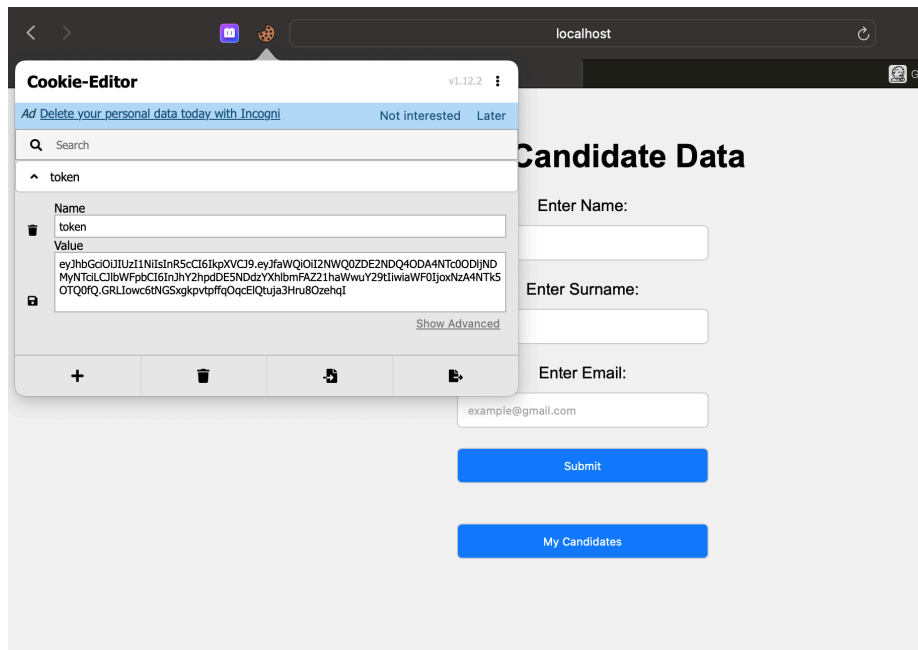 localhost
Cookie-Editor
v1.12.2
G
Ad Delete your personal data today with Incogni
Not interested
Later
Search
token
Name
token
Value
eyJhbGciOiJIUzI1NiIsInR5cCI6IkpXVCJ9.eyJfaWQiOiI2NWQ0ZDE2NDQ4ODA4NTc0ODljND
MyNTciLCJlbWFpbCI6InJhY2hpdDE5NDdzYXhlbmFAZ21haWwuY29tIiwiaWF0IjoxNzA4NTk5
OTQ0fQ.GRLIowc6tNGSxgkpvtpffqOqcElQtuja3Hru8OzehqI
Show Advanced
Candidate Data
Enter Name:
Enter Surname:
Enter Email:
example@gmail.com
Submit
My Candidates